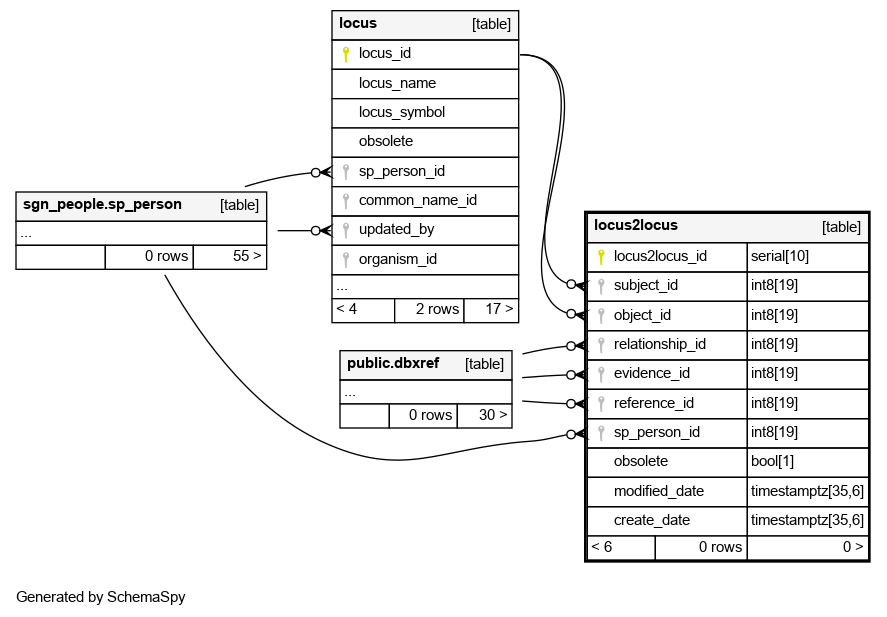 locus [table]
locus_id
locus_name
locus_symbol
obsolete
sp_person_id
common_name_id
updated_by
organism_id
...
< 4 2 rows 17 >
sgn_people.sp_person [table]
...
0 rows 55 >
locus2locus [table]
locus2locus_id serial[10]
subject_id int8[19]
object_id int8[19]
relationship_id int8[19]
evidence_id int8[19]
reference_id int8[19]
sp_person_id int8[19]
obsolete bool[1]
modified_date timestamptz[35,6]
create_date timestamptz[35,6]
< 6 0 rows 0 >
public.dbxref [table]
...
0 rows 30 >
Generated by SchemaSpy